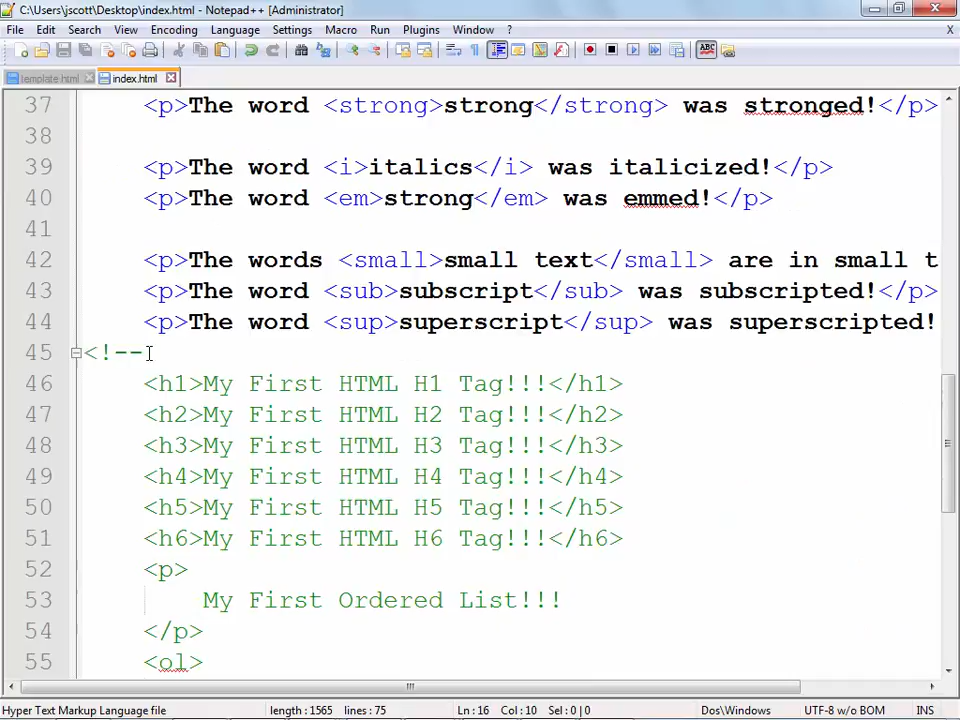 C:\Users\jscott\Desktop\index.html - Notepad++ [Administrator]
File Edit Search View Encoding Language Settings Macro Run Plugins Window ? X
template.html index.html
37 <p>The word <strong>strong</strong> was stronged!</p>
38
39 <p>The word <i>italics</i> was italicized!</p>
40 <p>The word <em>strong</em> was emmed!</p>
41
42 <p>The words <small>small text</small> are in small t
43 <p>The word <sub>subscript</sub> was subscripted!</p>
44 <p>The word <sup>superscript</sup> was superscripted!
45 <!--
46 <h1>My First HTML H1 Tag!!!</h1>
47 <h2>My First HTML H2 Tag!!!</h2>
48 <h3>My First HTML H3 Tag!!!</h3>
49 <h4>My First HTML H4 Tag!!!</h4>
50 <h5>My First HTML H5 Tag!!!</h5>
51 <h6>My First HTML H6 Tag!!!</h6>
52 <p>
53 My First Ordered List!!!
54 </p>
55 <ol>
Hyper Text Markup Language file length : 1565 lines : 75 Ln : 16 Col : 10 Sel : 0 | 0 Dos\Windows UTF-8 w/o BOM INS